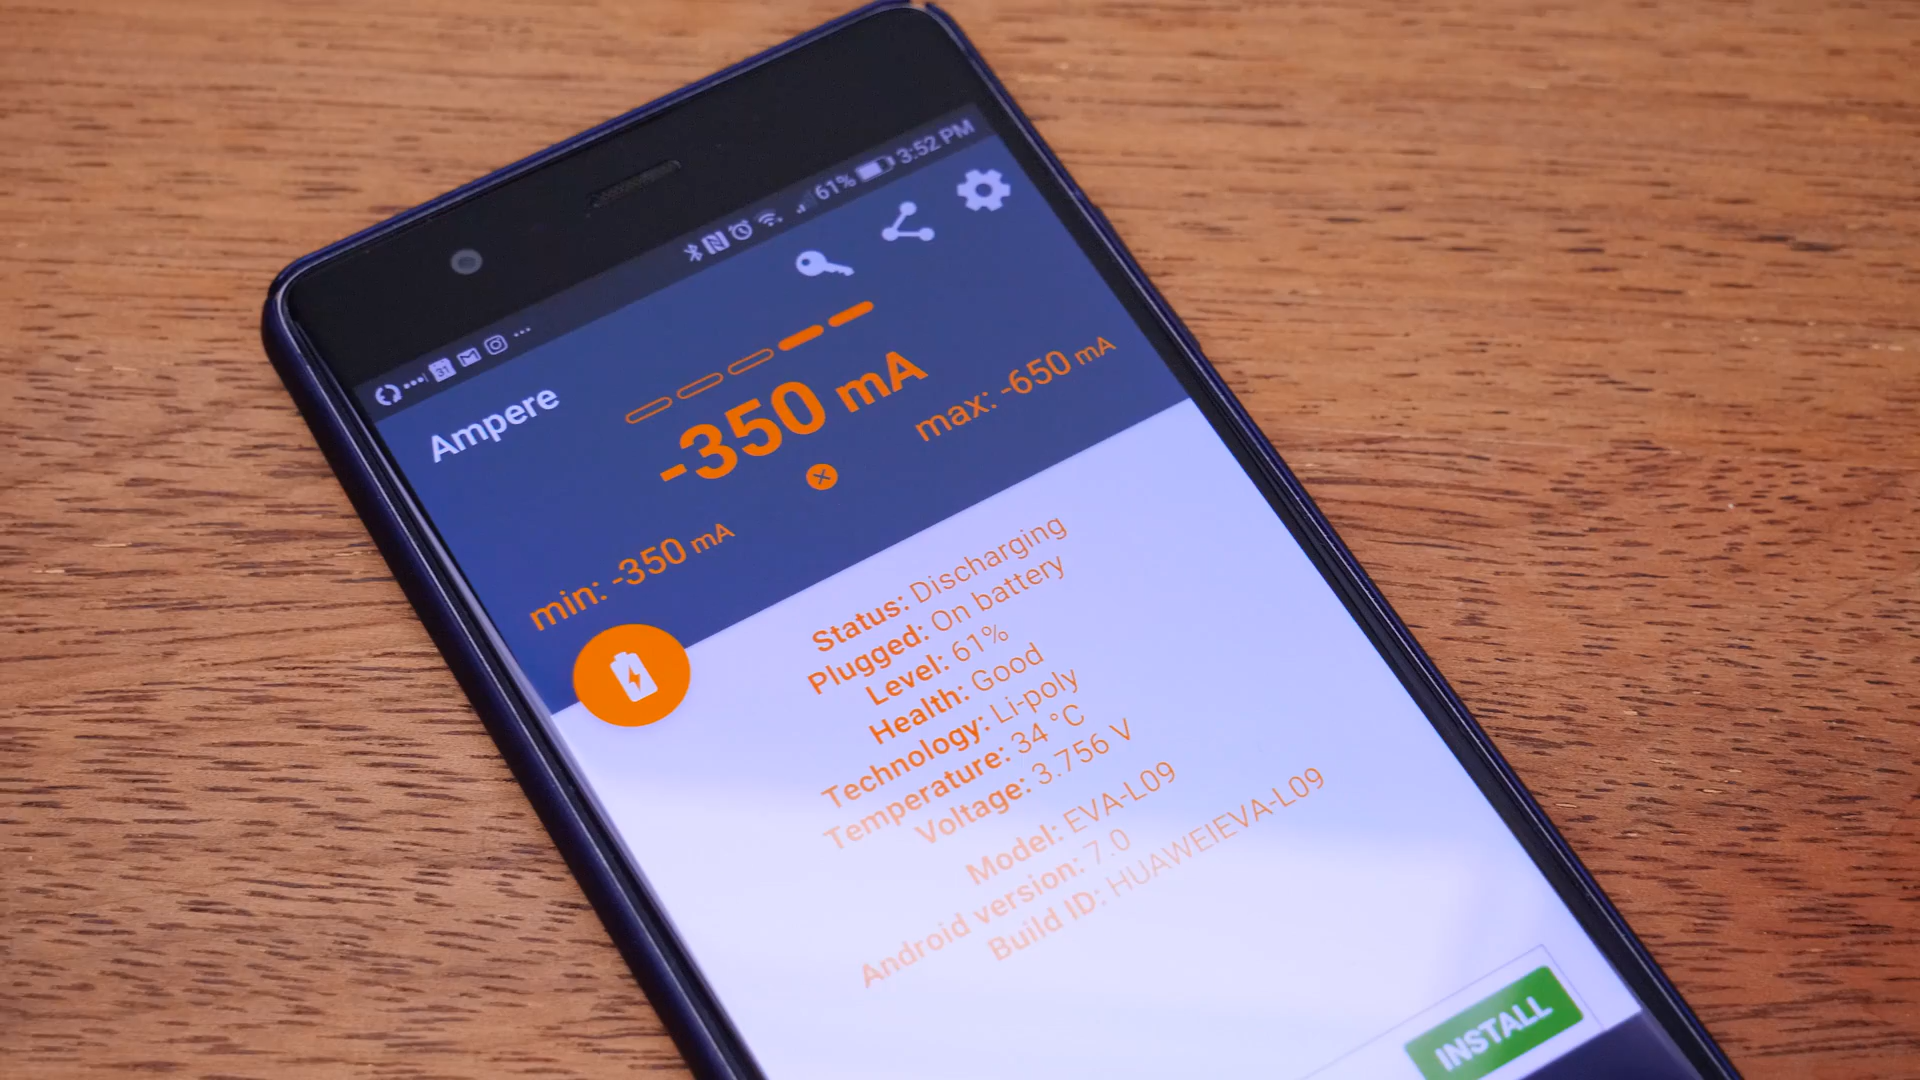 61% 3:52 PM
31
Ampere
-350 mA
min: -350 mA
max: -650 mA
Status: Discharging
Plugged: On battery
Level: 61%
Health: Good
Technology: Li-poly
Temperature: 34 °C
Voltage: 3.756 V
Model: EVA-L09
Android version: 7.0
Build ID: HUAWEIEVA-L09
INSTALL